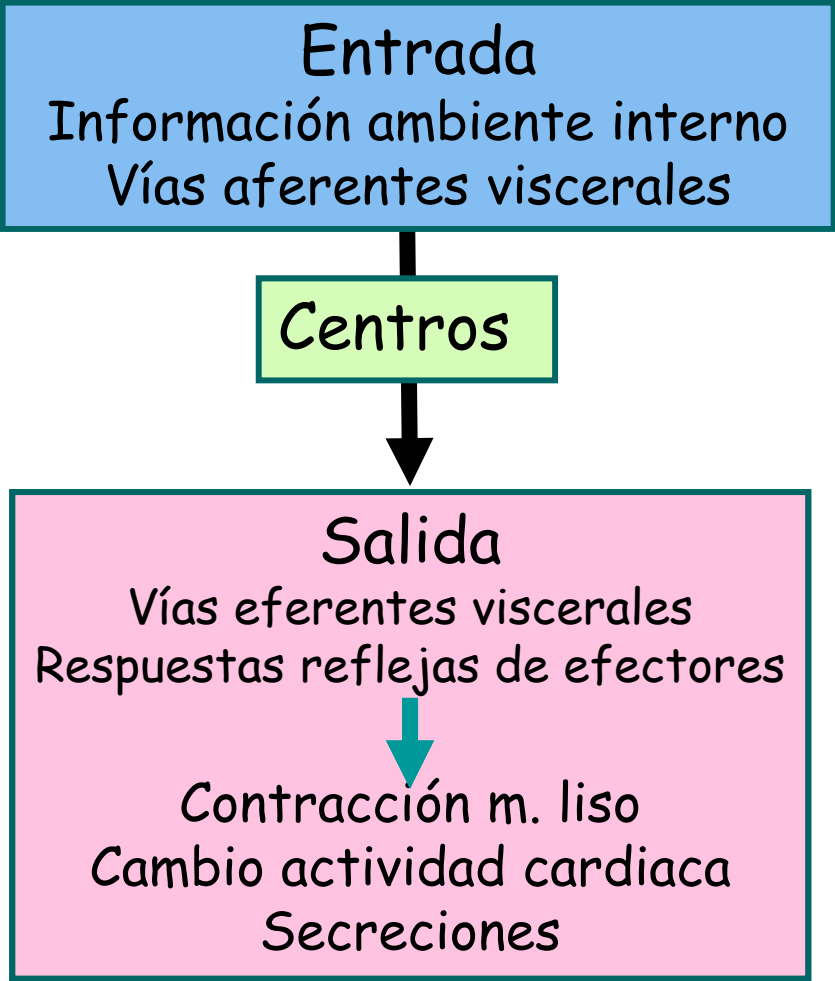 Entrada
Información ambiente interno
Vías aferentes viscerales
Centros
Salida
Vías eferentes viscerales
Respuestas reflejas de efectores
Contracción m. liso
Cambio actividad cardiaca
Secreciones